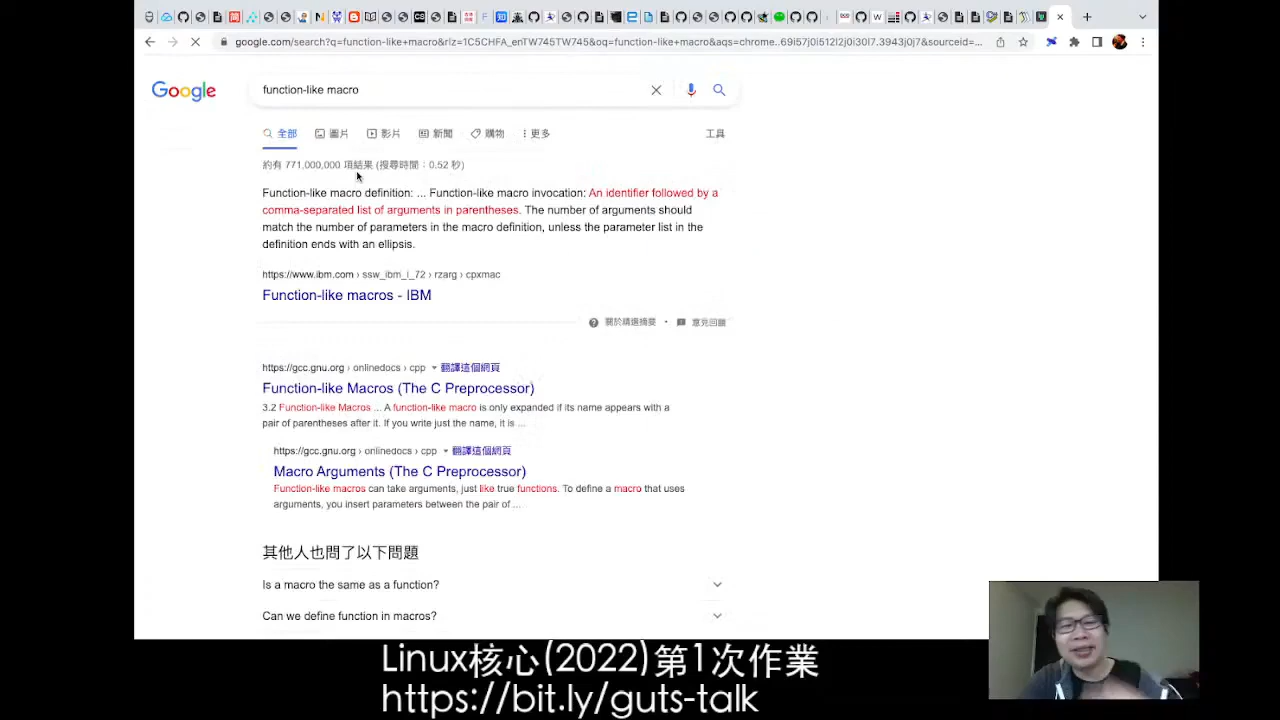 google.com/search?q=function-like+macro&rlz=1C5CHFA_enTW745TW745&oq=function-like+macro&aqs=chrome..69i57j0i512l2j0i30l7.3943j0j7&sourceid=...
Google
function-like macro
全部 圖片 影片 新聞 購物 更多 工具
約有 771,000,000 項結果 (搜尋時間:0.52 秒)
Function-like macro definition: ... Function-like macro invocation: An identifier followed by a
comma-separated list of arguments in parentheses. The number of arguments should
match the number of parameters in the macro definition, unless the parameter list in the
definition ends with an ellipsis.
https://www.ibm.com › ssw_ibm_i_72 › rzarg › cpxmac
Function-like macros - IBM
關於精選摘要 • 意見回饋
https://gcc.gnu.org › onlinedocs › cpp 翻譯這個網頁
Function-like Macros (The C Preprocessor)
3.2 Function-like Macros ... A function-like macro is only expanded if its name appears with a
pair of parentheses after it. If you write just the name, it is ...
https://gcc.gnu.org › onlinedocs › cpp 翻譯這個網頁
Macro Arguments (The C Preprocessor)
Function-like macros can take arguments, just like true functions. To define a macro that uses
arguments, you insert parameters between the pair of ...
其他人也問了以下問題
Is a macro the same as a function?
Can we define function in macros?
Linux核心(2022)第1次作業
https://bit.ly/guts-talk